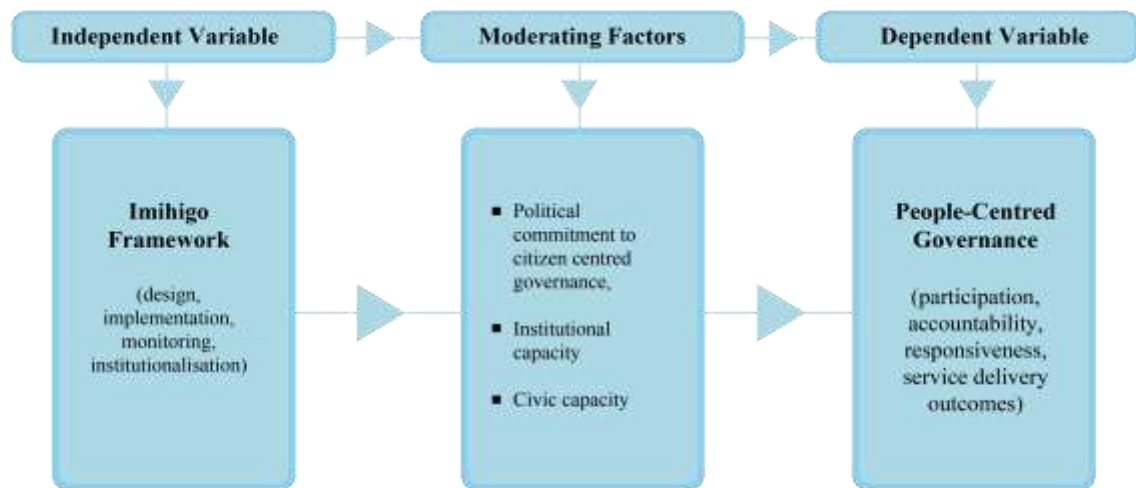 Independent Variable
Moderating Factors
Dependent Variable
Imihigo
Framework
(design,
implementation,
monitoring,
institutionalisation)
▪ Political
commitment to
citizen centred
governance,
▪ Institutional
capacity
▪ Civic capacity
People-Centred
Governance
(participation,
accountability,
responsiveness,
service delivery
outcomes)